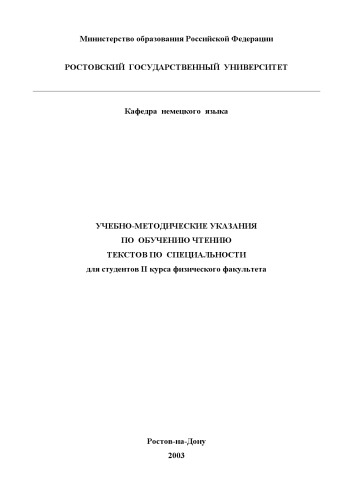 Министерство образования Российской Федерации
РОСТОВСКИЙ ГОСУДАРСТВЕННЫЙ УНИВЕРСИТЕТ
Кафедра немецкого языка
УЧЕБНО-МЕТОДИЧЕСКИЕ УКАЗАНИЯ
ПО ОБУЧЕНИЮ ЧТЕНИЮ
ТЕКСТОВ ПО СПЕЦИАЛЬНОСТИ
для студентов II курса физического факультета
Ростов-на-Дону
2003